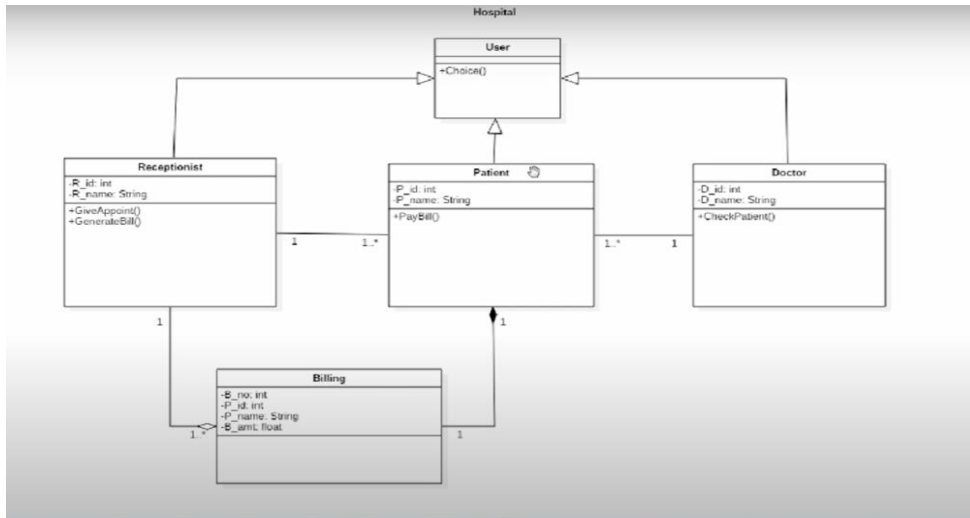 Hospital
User
+Choice()
Receptionist
-R_id: int
-R_name: String
+GiveAppoint()
+GenerateBill()
Patient
-P_id: int
-P_name: String
+PayBill()
Doctor
-D_id: int
-D_name: String
+CheckPatient()
1
1..*
1..*
1
1
1
Billing
-B_no: int
-P_id: int
-P_name: String
-B_amt: float
1..*
1